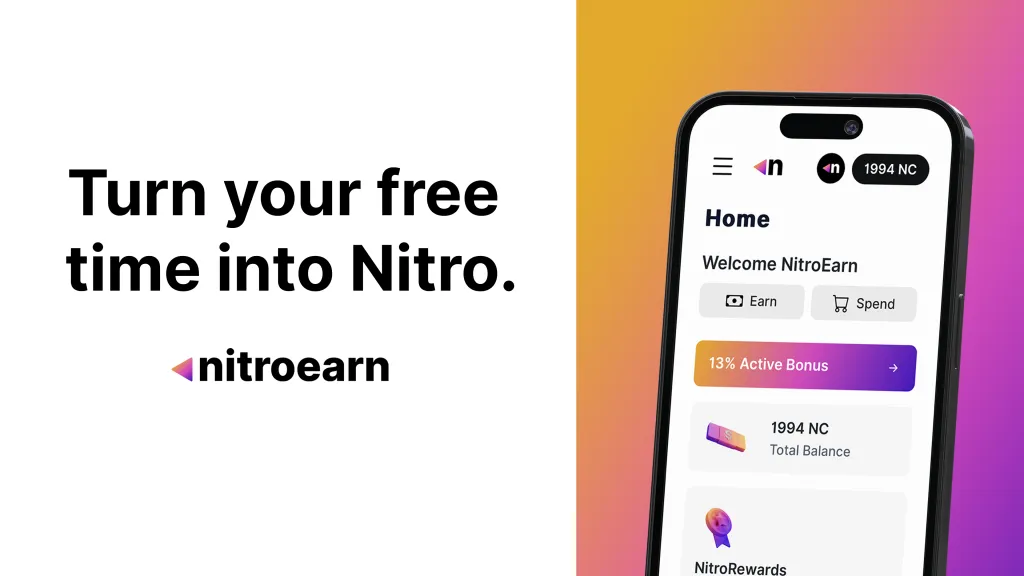 Turn your free
time into Nitro.
nitroearn
n
n
1994 NC
Home
Welcome NitroEarn
Earn
Spend
13% Active Bonus
1994 NC
Total Balance
NitroRewards